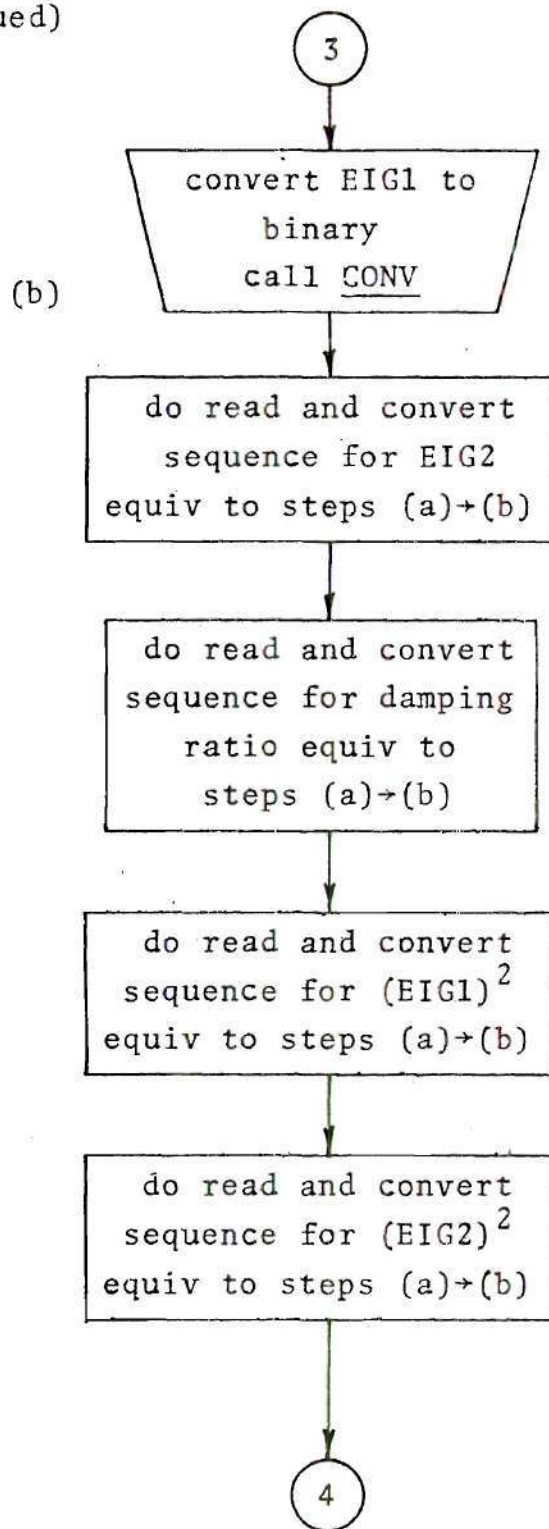 ued)
3
convert EIG1 to
binary
call CONV
(b)
do read and convert
sequence for EIG2
equiv to steps (a)→(b)
do read and convert
sequence for damping
ratio equiv to
steps (a)→(b)
do read and convert
sequence for (EIG1)²
equiv to steps (a)→(b)
do read and convert
sequence for (EIG2)²
equiv to steps (a)→(b)
4